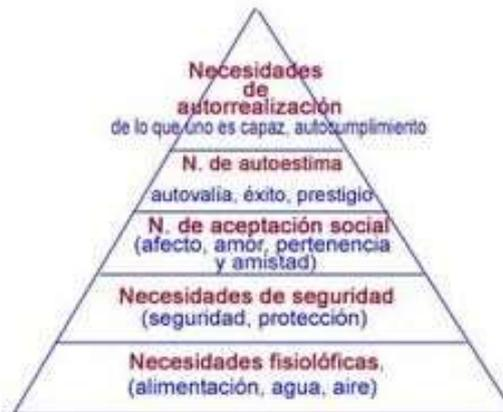 Necesidades
de
autorrealización
de lo que uno es capaz, autocumplimiento
N. de autoestima
autovalía, éxito, prestigio
N. de aceptación social
(afecto, amor, pertenencia
y amistad)
Necesidades de seguridad
(seguridad, protección)
Necesidades fisiolóficas,
(alimentación, agua, aire)